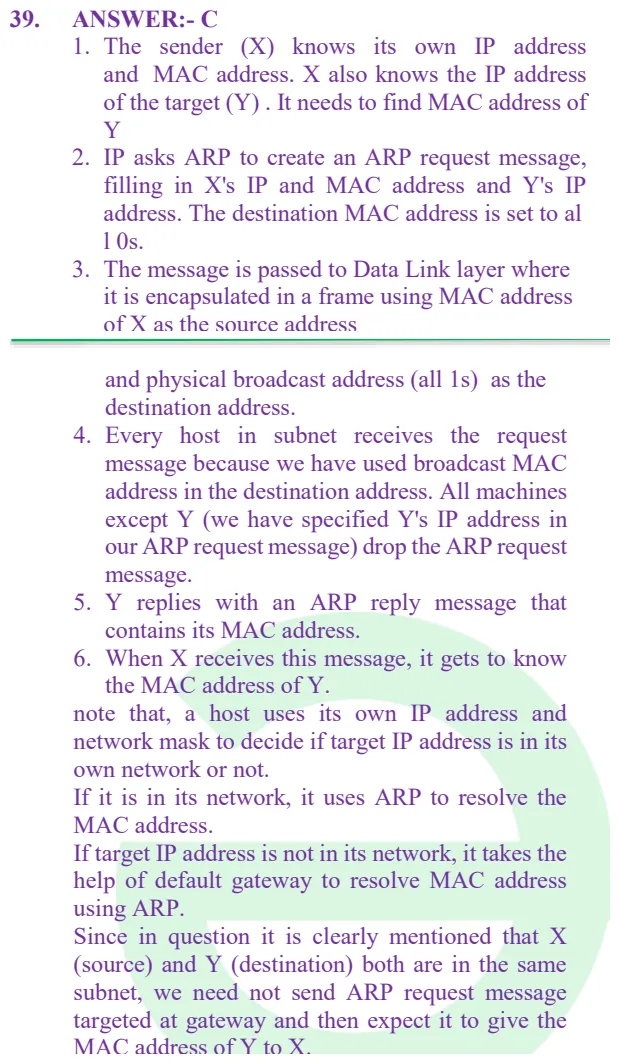 39. ANSWER:- C
1. The sender (X) knows its own IP address
and MAC address. X also knows the IP address
of the target (Y) . It needs to find MAC address of
Y
2. IP asks ARP to create an ARP request message,
filling in X's IP and MAC address and Y's IP
address. The destination MAC address is set to al
l 0s.
3. The message is passed to Data Link layer where
it is encapsulated in a frame using MAC address
of X as the source address
and physical broadcast address (all 1s) as the
destination address.
4. Every host in subnet receives the request
message because we have used broadcast MAC
address in the destination address. All machines
except Y (we have specified Y's IP address in
our ARP request message) drop the ARP request
message.
5. Y replies with an ARP reply message that
contains its MAC address.
6. When X receives this message, it gets to know
the MAC address of Y.
note that, a host uses its own IP address and
network mask to decide if target IP address is in its
own network or not.
If it is in its network, it uses ARP to resolve the
MAC address.
If target IP address is not in its network, it takes the
help of default gateway to resolve MAC address
using ARP.
Since in question it is clearly mentioned that X
(source) and Y (destination) both are in the same
subnet, we need not send ARP request message
targeted at gateway and then expect it to give the
MAC address of Y to X.